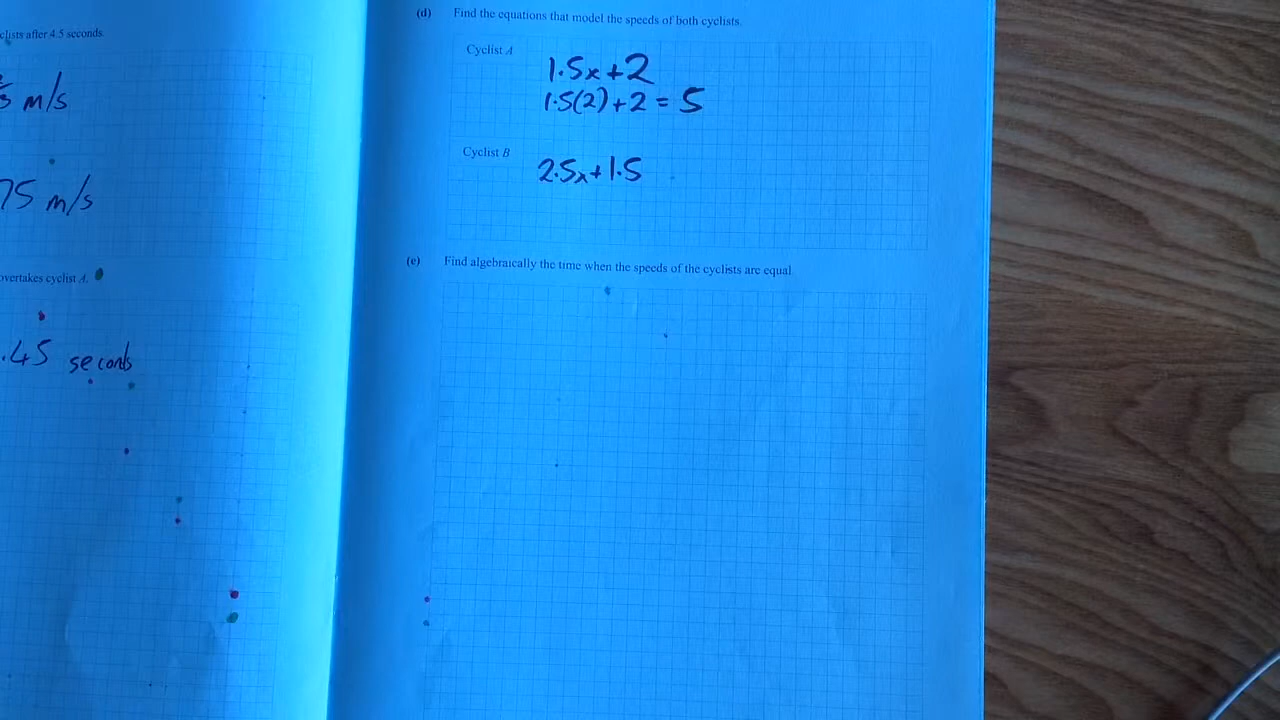 clists after 4.5 seconds.
m/s
75 m/s
overtakes cyclist A.
.45 seconds
(d) Find the equations that model the speeds of both cyclists.
Cyclist A
1.5x+2
1.5(2)+2 = 5
Cyclist B
2.5x+1.5
(e) Find algebraically the time when the speeds of the cyclists are equal